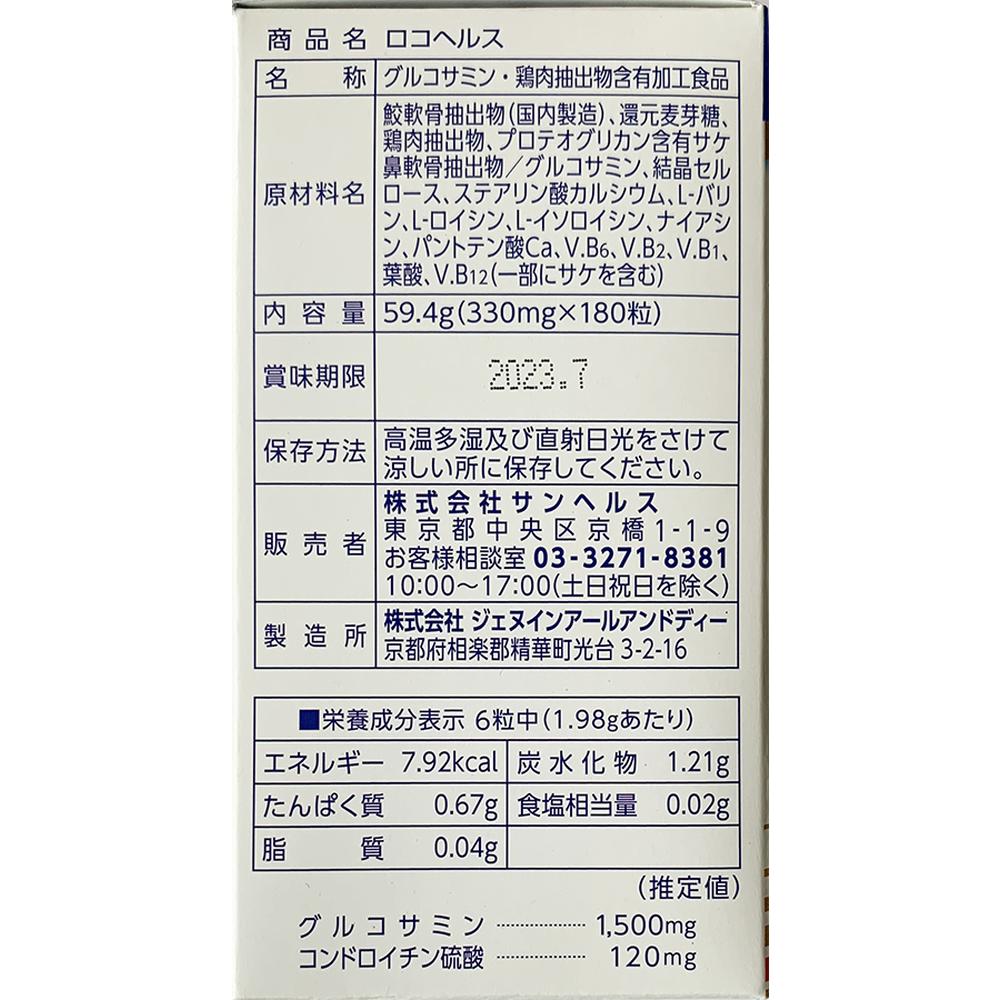 商品名 ロコヘルス
名称 グルコサミン・鶏肉抽出物含有加工食品
原材料名
鮫軟骨抽出物(国内製造)、還元麦芽糖、
鶏肉抽出物、プロテオグリカン含有サケ
鼻軟骨抽出物/グルコサミン、結晶セル
ロース、ステアリン酸カルシウム、L-バリ
ン、L-ロイシン、L-イソロイシン、ナイアシ
ン、パントテン酸Ca、V.B6、V.B2、V.B1、
葉酸、V.B12(一部にサケを含む)
内容量 59.4g(330mg×180粒)
賞味期限 2023.7
保存方法
高温多湿及び直射日光をさけて
涼しい所に保存してください。
販売者
株式会社サンヘルス
東京都中央区京橋1-1-9
お客様相談室 03-3271-8381
10:00〜17:00(土日祝日を除く)
製造所
株式会社 ジェヌインアールアンドディー
京都府相楽郡精華町光台 3-2-16
■栄養成分表示 6粒中(1.98gあたり)
エネルギー 7.92kcal 炭水化物 1.21g
たんぱく質 0.67g 食塩相当量 0.02g
脂質 0.04g
(推定値)
グルコサミン ………… 1,500mg
コンドロイチン硫酸 ………… 120mg